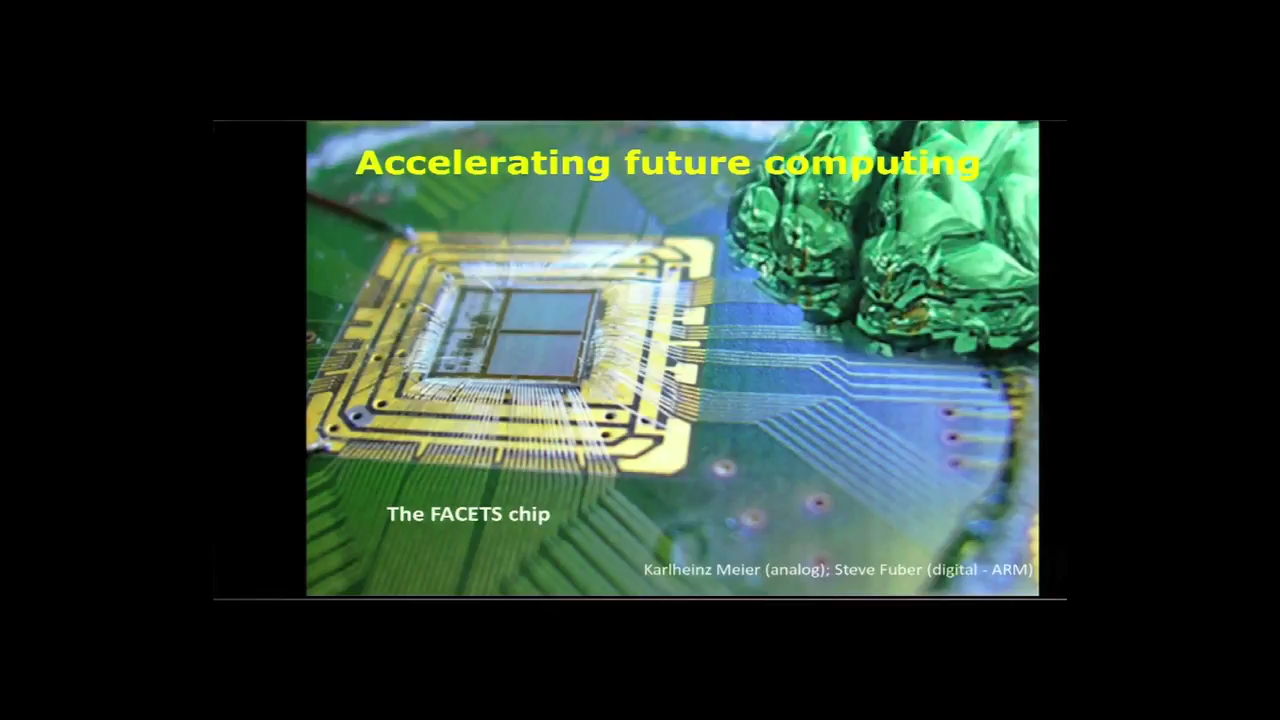 Accelerating future computing
The FACETS chip
Karlheinz Meier (analog); Steve Fuber (digital - ARM)